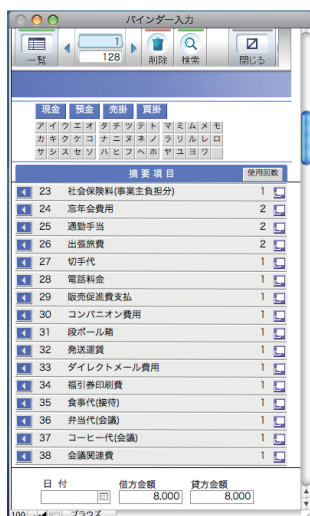 バインダー入力
1
128
一覧
削除
検索
閉じる
現金 預金 売掛 買掛
アイウエオ タチツテト マミムメモ
カキクケコ ナニヌネノ ラリルレロ
サシスセソ ハヒフヘホ ヤユヨワ
摘要項目 使用回数
23 社会保険料(事業主負担分) 1
24 忘年会費用 2
25 通勤手当 2
26 出張旅費 2
27 切手代 1
28 電話料金 1
29 販売促進費支払 1
30 コンパニオン費用 1
31 段ボール箱 1
32 発送運賃 1
33 ダイレクトメール費用 1
34 福引券印刷費 1
35 食事代(接待) 1
36 弁当代(会議) 1
37 コーヒー代(会議) 1
38 会議関連費 1
日 付 借方金額 貸方金額
8,000 8,000
100 ブラウズ